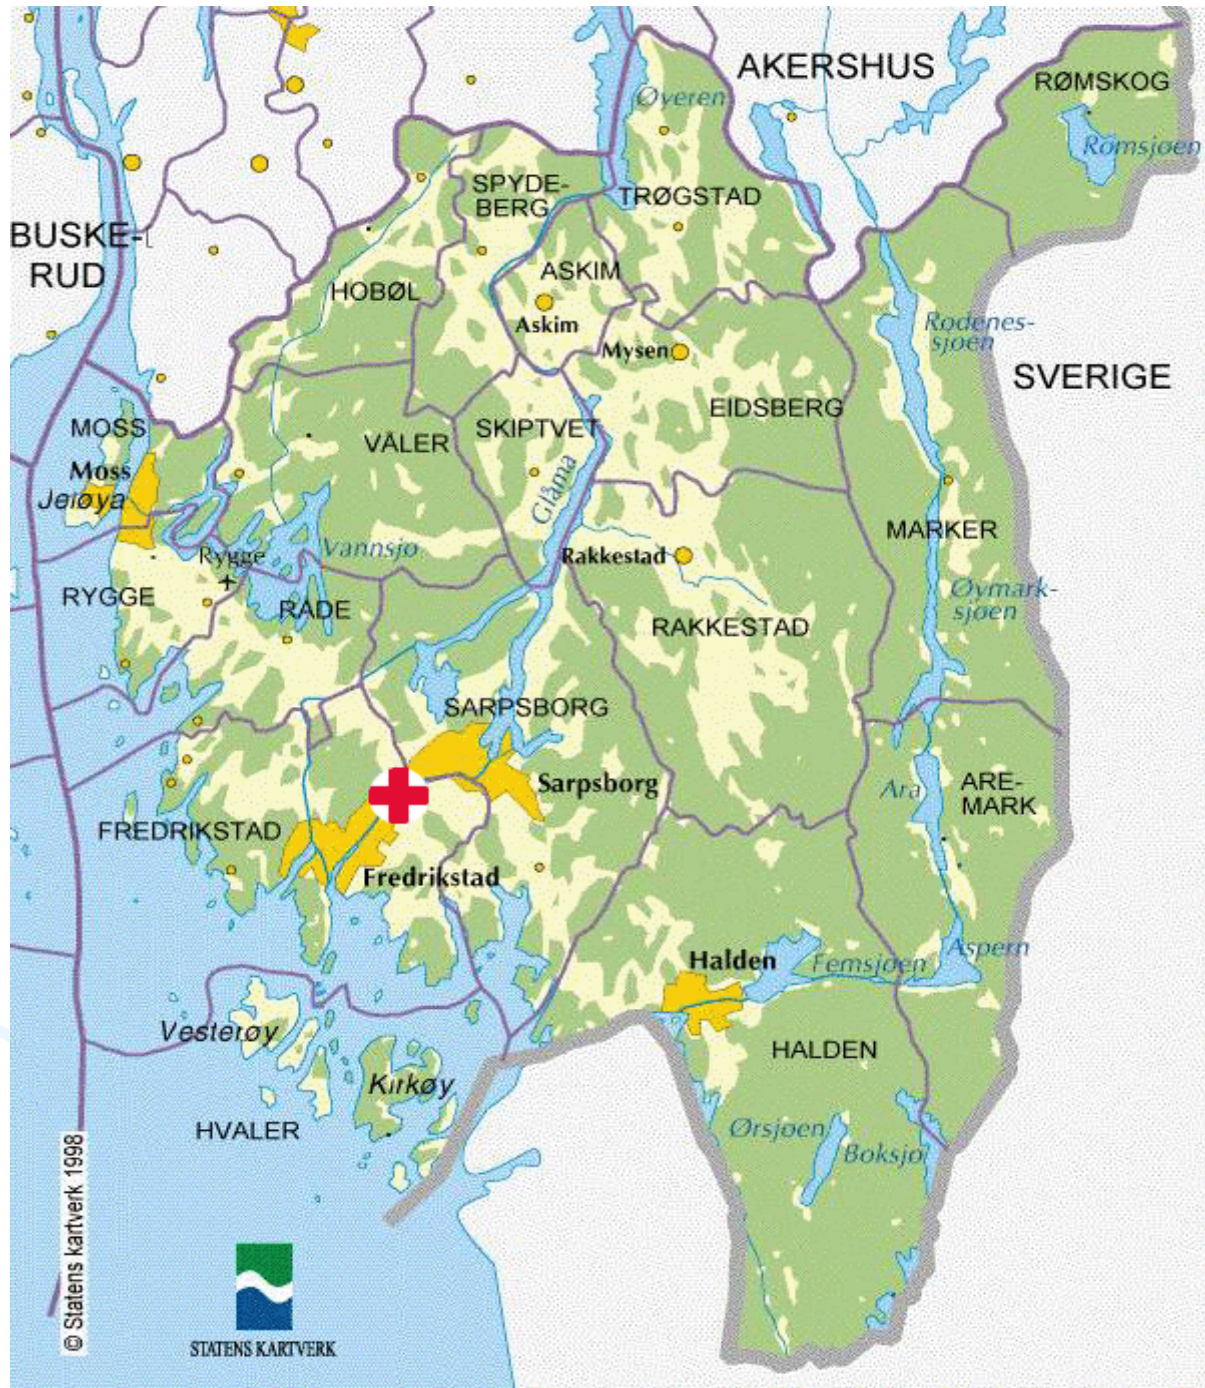 AKERSHUS
RØMSKOG
Øyeren
Römsjøen
SPYDE-
BERG
TRØGSTAD
BUSKE-
RUD
ASKIM
HOBØL
Askim
Rødenes-
sjøen
Mysen
SVERIGE
EIDSBERG
MOSS
SKIPTVET
VÅLER
Moss
Jeløya
Glåma
MARKER
Vannsjø
Rygge
Rakkestad
RYGGE
RÅDE
Øymark-
sjøen
RAKKESTAD
SARPSBORG
Sarpsborg
Ara
ARE-
MARK
FREDRIKSTAD
Fredrikstad
Halden
Femsjøen
Aspern
Vesterøy
HALDEN
Kirkøy
HVALER
Ørsjøen
Boksjø
© Statens kartverk 1998
STATENS KARTVERK